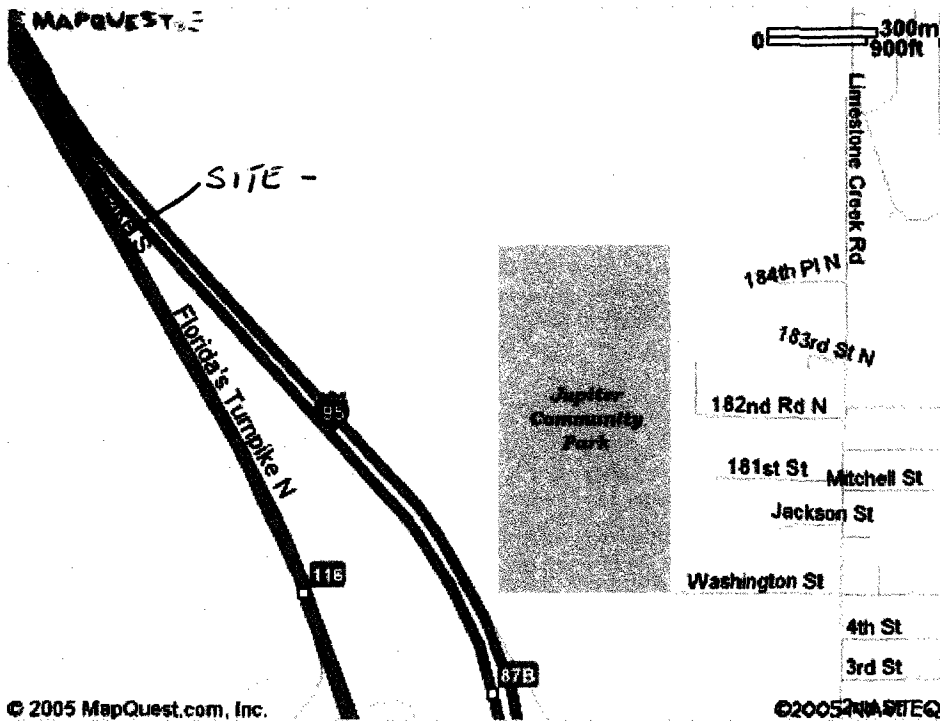 MAPQUEST
0 300m
900ft
Limestone Creek Rd
SITE -
184th Pl N
183rd St N
Florida's Turnpike N
95
Jupiter
Community
Park
182nd Rd N
181st St
Mitchell St
Jackson St
116
Washington St
4th St
3rd St
87B
© 2005 MapQuest.com, Inc.
©2005